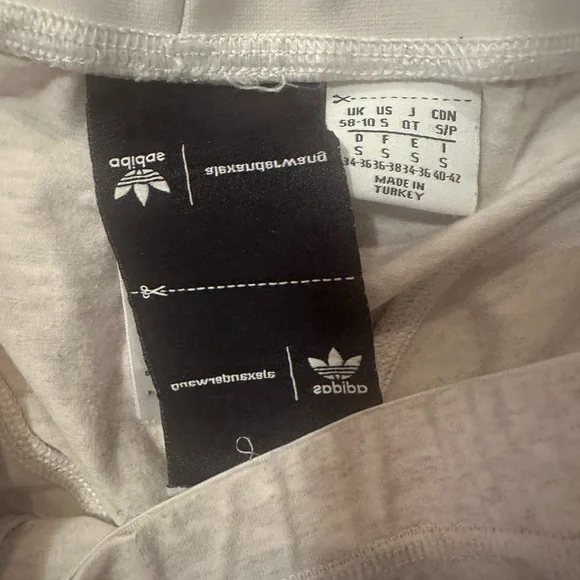 adidas | alexanderwang
alexanderwang | adidas
UK US J CDN
S8-10 S OT S/P
D F E I
S S S S
34-36 36-38 34-36 40-42
MADE IN
TURKEY